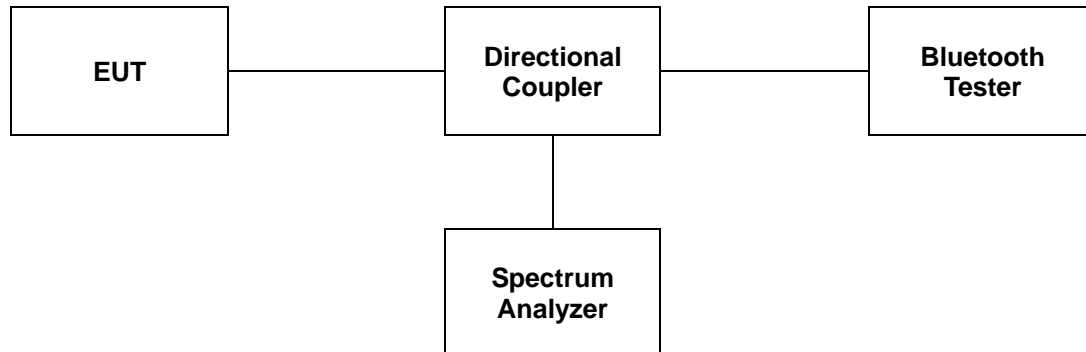 EUT
Directional
Coupler
Bluetooth
Tester
Spectrum
Analyzer